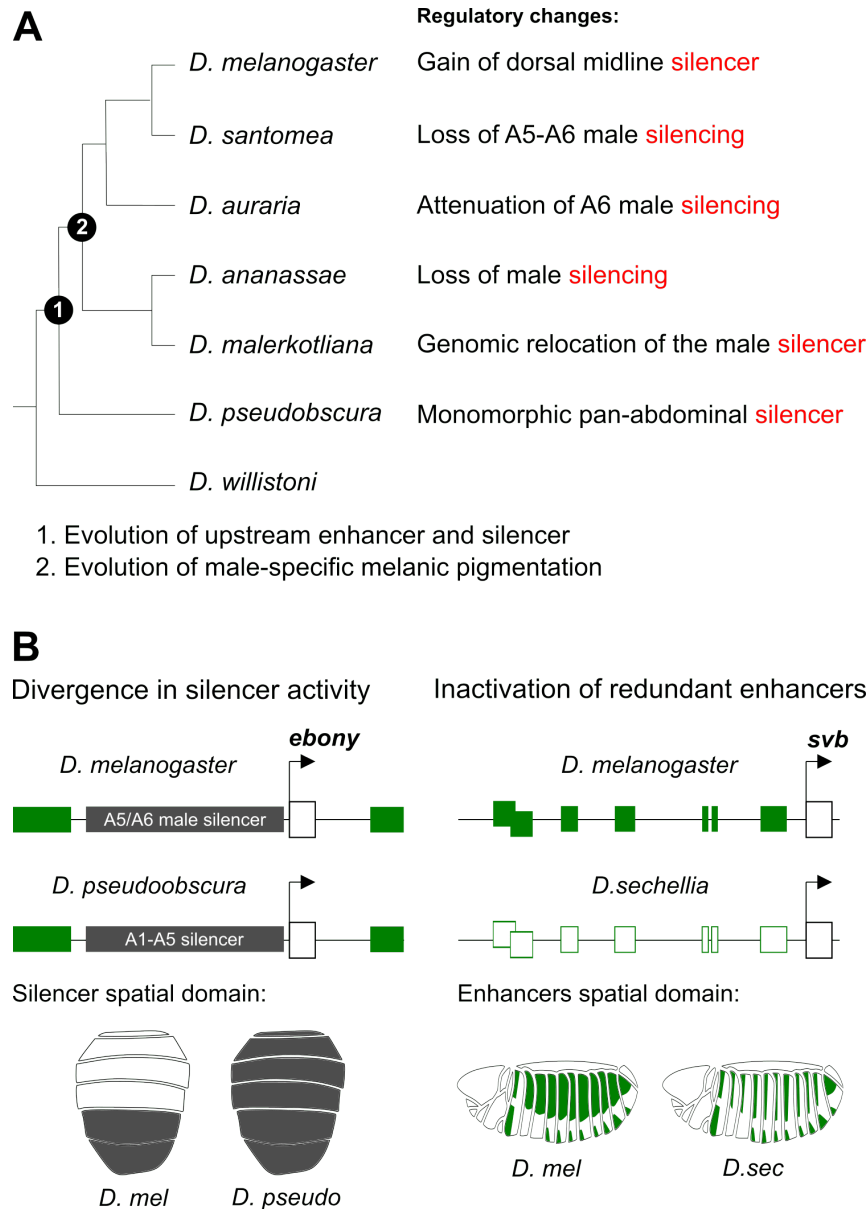 A
Regulatory changes:
D. melanogaster Gain of dorsal midline silencer
D. santomea Loss of A5-A6 male silencing
D. auraria Attenuation of A6 male silencing
2
D. ananassae Loss of male silencing
1
D. malerkotliana Genomic relocation of the male silencer
D. pseudobscura Monomorphic pan-abdominal silencer
D. willistoni
1. Evolution of upstream enhancer and silencer
2. Evolution of male-specific melanic pigmentation
B
Divergence in silencer activity
ebony
D. melanogaster
A5/A6 male silencer
D. pseudoobscura
A1-A5 silencer
Silencer spatial domain:
D. mel D. pseudo
Inactivation of redundant enhancers
svb
D. melanogaster
D.sechellia
Enhancers spatial domain:
D. mel D.sec